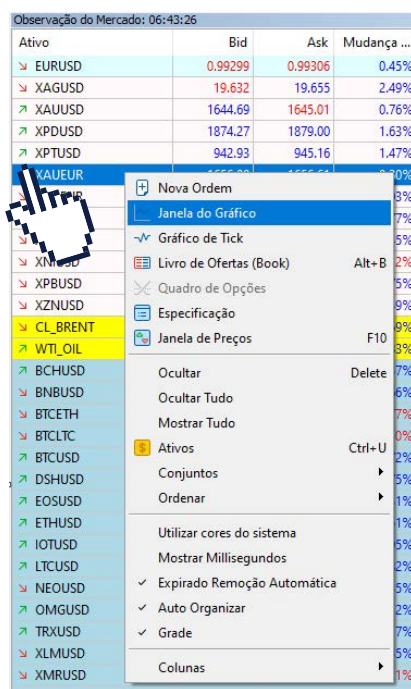 Observação do Mercado: 06:43:26
Ativo Bid Ask Mudança ...
EURUSD 0.99299 0.99306 0.45%
XAGUSD 19.632 19.655 2.49%
XAUUSD 1644.69 1645.01 0.76%
XPDUSD 1874.27 1879.00 1.63%
XPTUSD 942.93 945.16 1.47%
XAUEUR
Nova Ordem
Janela do Gráfico
Gráfico de Tick
Livro de Ofertas (Book) Alt+B
XPBUSD
Quadro de Opções
XZNUSD
Especificação
CL_BRENT
Janela de Preços F10
WTI_OIL
BCHUSD
Ocultar Delete
BNBUSD
Ocultar Tudo
BTCETH
Mostrar Tudo
BTCLTC
Ativos Ctrl+U
BTCUSD
Conjuntos
DSHUSD
Ordenar
EOSUSD
ETHUSD
Utilizar cores do sistema
IOTUSD
Mostrar Millisegundos
LTCUSD
Expirado Remoção Automática
NEOUSD
Auto Organizar
OMGUSD
Grade
TRXUSD
XLMUSD
Colunas
XMRUSD